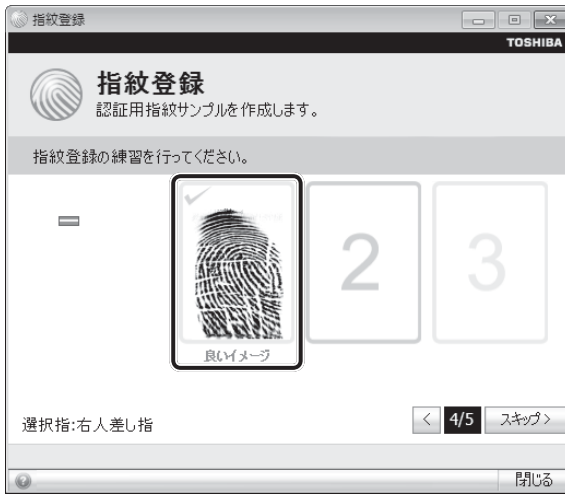 指紋登録
TOSHIBA
指紋登録
認証用指紋サンプルを作成します。
指紋登録の練習を行ってください。
2
3
良いイメージ
選択指:右人差し指
< 4/5 スキップ >
? 閉じる